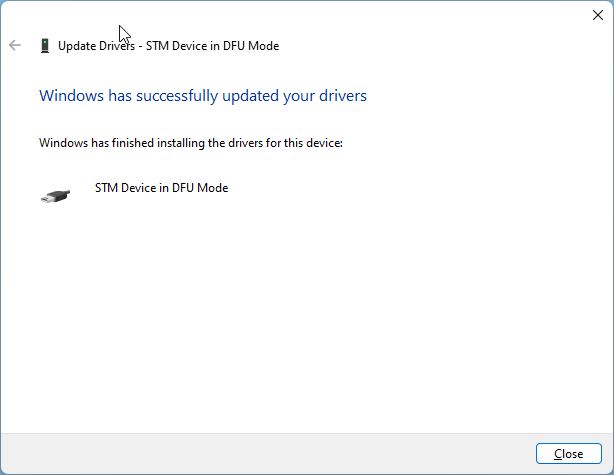 Update Drivers - STM Device in DFU Mode
Windows has successfully updated your drivers
Windows has finished installing the drivers for this device:
STM Device in DFU Mode
Close